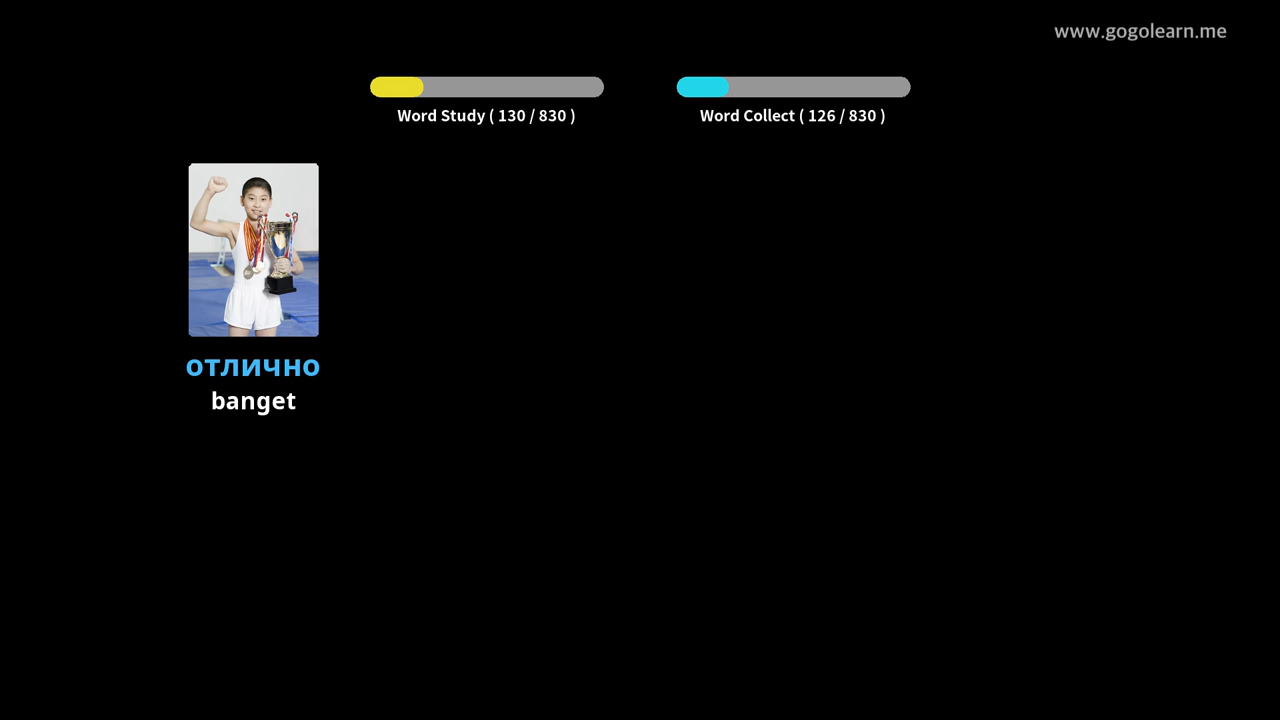 www.gogolearn.me
Word Study ( 130 / 830 )
Word Collect ( 126 / 830 )
отлично
banget